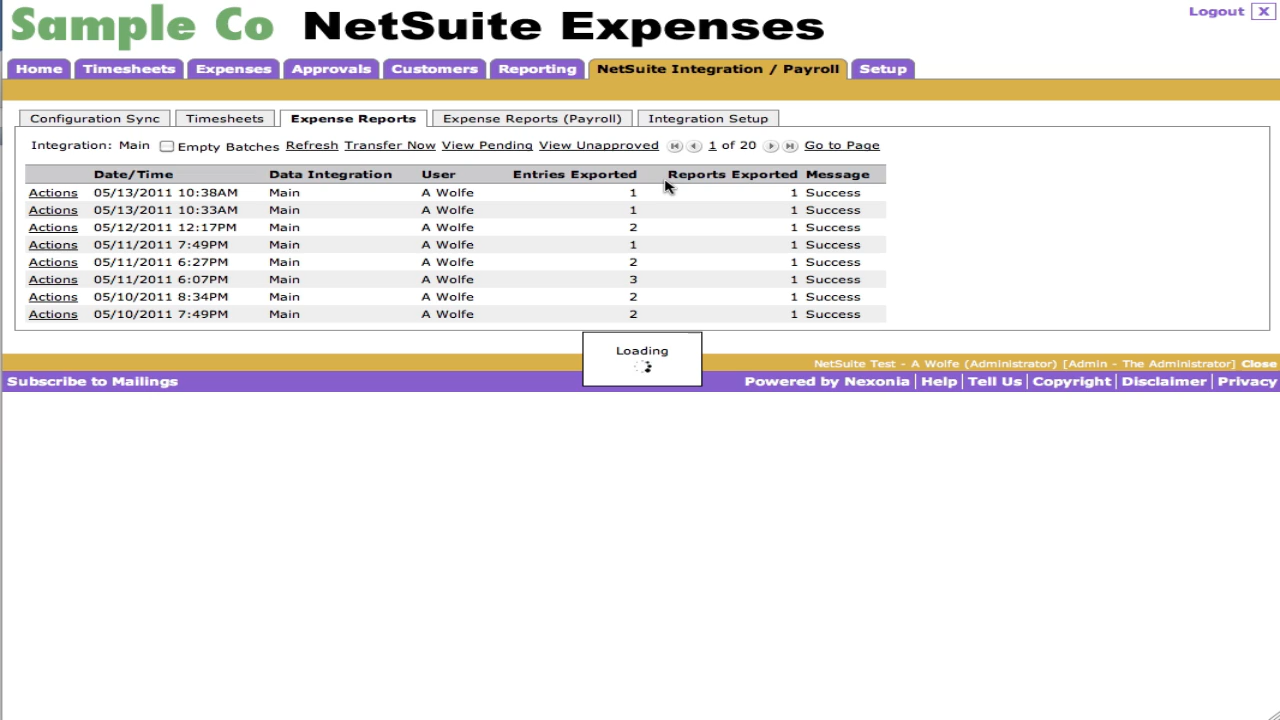 Sample Co NetSuite Expenses Logout X
Home Timesheets Expenses Approvals Customers Reporting NetSuite Integration / Payroll Setup
Configuration Sync Timesheets Expense Reports Expense Reports (Payroll) Integration Setup
Integration: Main Empty Batches Refresh Transfer Now View Pending View Unapproved 1 of 20 Go to Page
Date/Time Data Integration User Entries Exported Reports Exported Message
Actions 05/13/2011 10:38AM Main A Wolfe 1 1 Success
Actions 05/13/2011 10:33AM Main A Wolfe 1 1 Success
Actions 05/12/2011 12:17PM Main A Wolfe 2 1 Success
Actions 05/11/2011 7:49PM Main A Wolfe 1 1 Success
Actions 05/11/2011 6:27PM Main A Wolfe 2 1 Success
Actions 05/11/2011 6:07PM Main A Wolfe 3 1 Success
Actions 05/10/2011 8:34PM Main A Wolfe 2 1 Success
Actions 05/10/2011 7:49PM Main A Wolfe 2 1 Success
Loading
NetSuite Test - A Wolfe (Administrator) [Admin - The Administrator] Close
Subscribe to Mailings Powered by Nexonia Help Tell Us Copyright Disclaimer Privacy